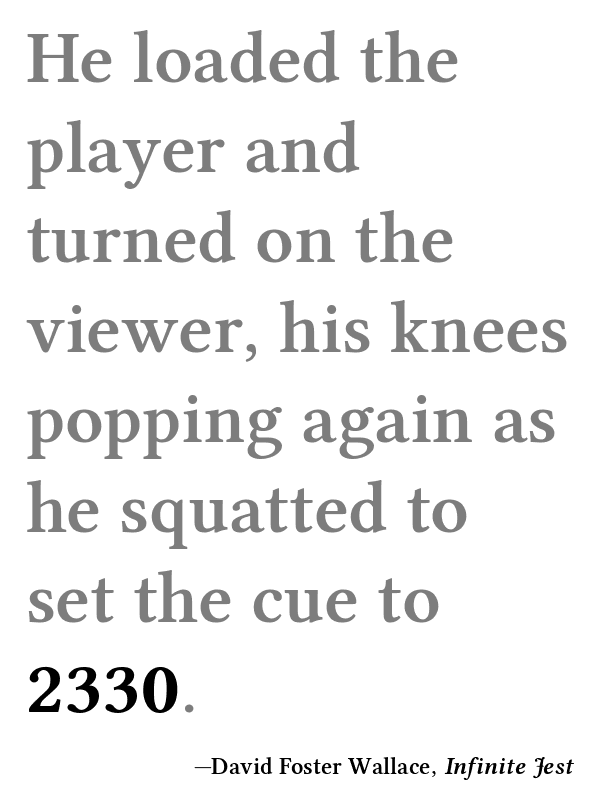 He loaded the
player and
turned on the
viewer, his knees
popping again as
he squatted to
set the cue to
2330.
—David Foster Wallace, Infinite Jest